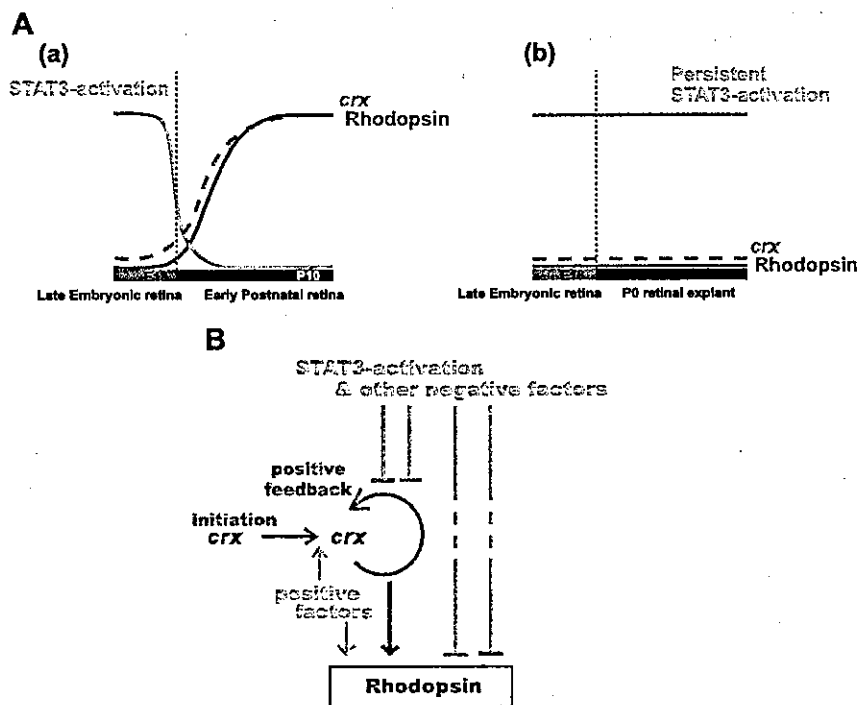 A
(a)
STAT3-activation
crx
Rhodopsin
P10
Late Embryonic retina
Early Postnatal retina
(b)
Persistent
STAT3-activation
crx
Rhodopsin
Late Embryonic retina
P0 retinal explant
B
STAT3-activation
& other negative factors
positive
feedback
initiation
crx
crx
positive
factors
Rhodopsin